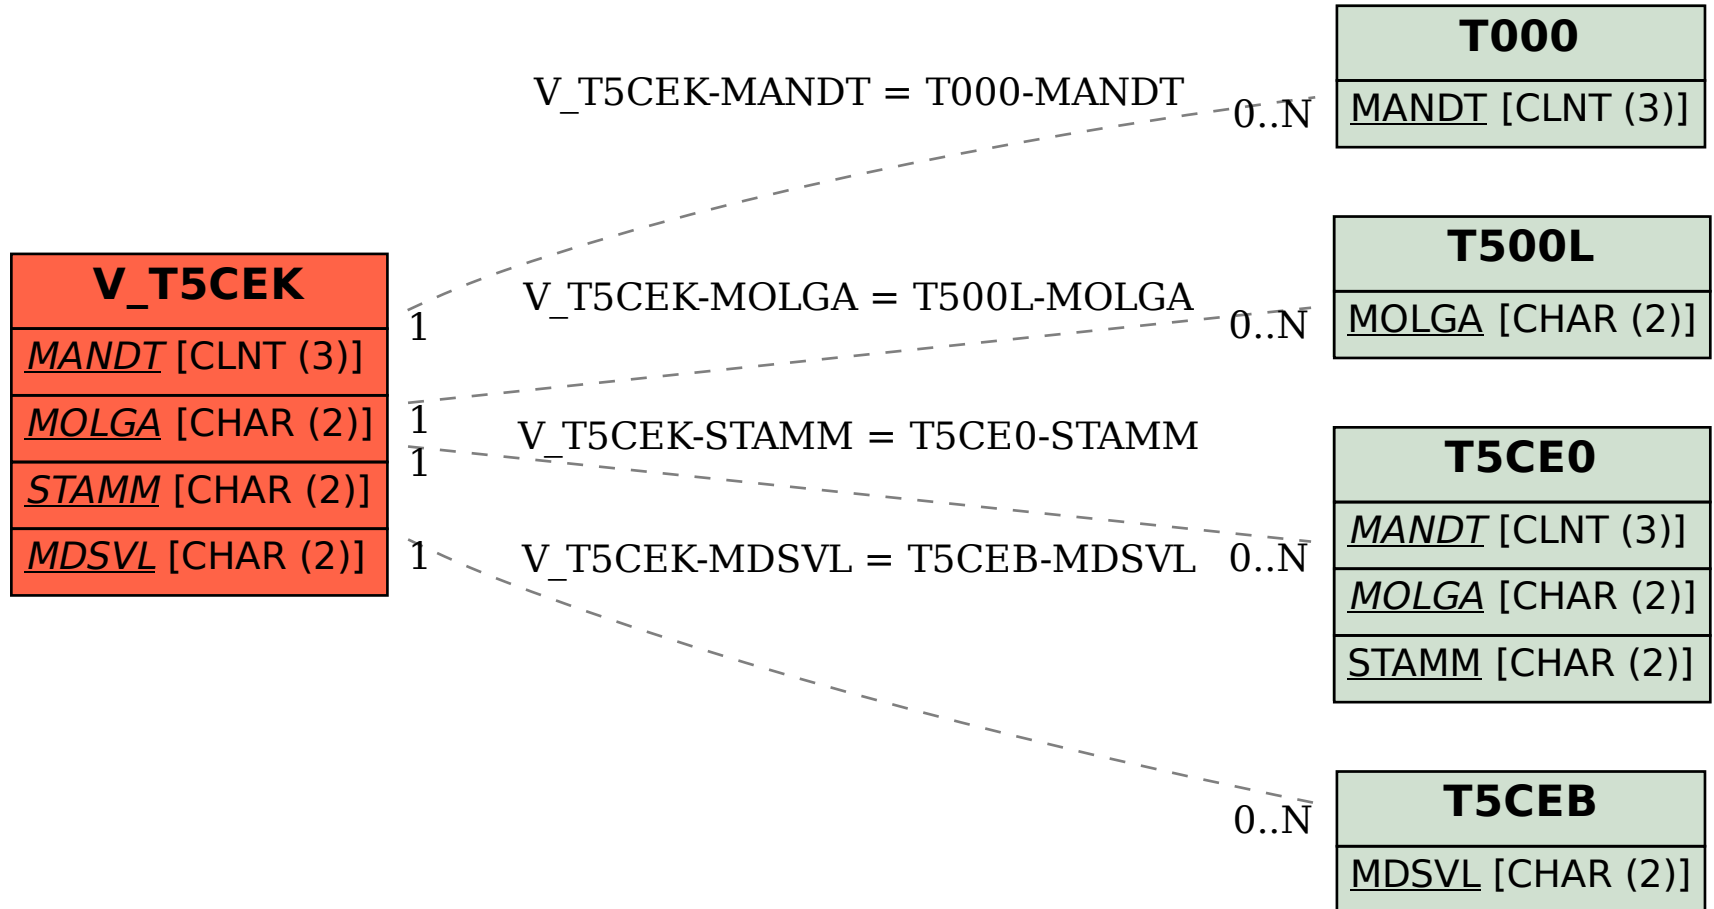 V_T5CEK
MANDT [CLNT (3)]
MOLGA [CHAR (2)]
STAMM [CHAR (2)]
MDSVL [CHAR (2)]
V_T5CEK-MANDT = T000-MANDT
1
0..N
V_T5CEK-MOLGA = T500L-MOLGA
1
0..N
V_T5CEK-STAMM = T5CE0-STAMM
1
0..N
V_T5CEK-MDSVL = T5CEB-MDSVL
1
0..N
T000
MANDT [CLNT (3)]
T500L
MOLGA [CHAR (2)]
T5CE0
MANDT [CLNT (3)]
MOLGA [CHAR (2)]
STAMM [CHAR (2)]
T5CEB
MDSVL [CHAR (2)]